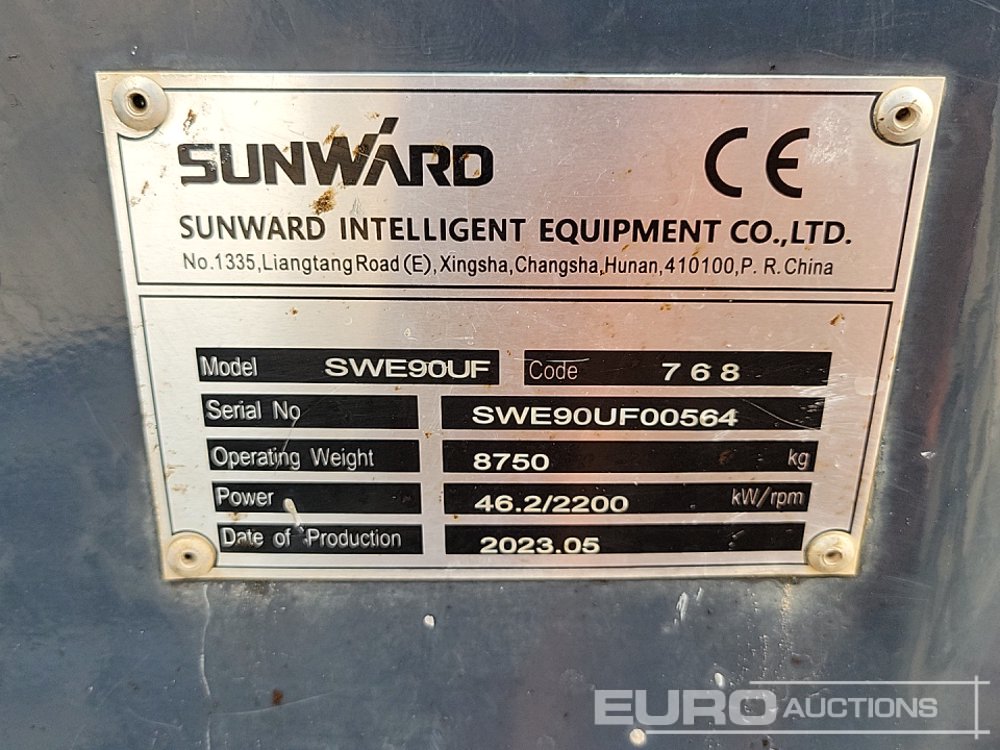 SUNWARD CE
SUNWARD INTELLIGENT EQUIPMENT CO.,LTD.
No.1335,Liangtang Road (E),Xingsha,Changsha,Hunan,410100,P. R.China
Model SWE90UF Code 768
Serial No SWE90UF00564
Operating Weight 8750 kg
Power 46.2/2200 kW/rpm
Date of Production 2023.05
EURO AUCTIONS